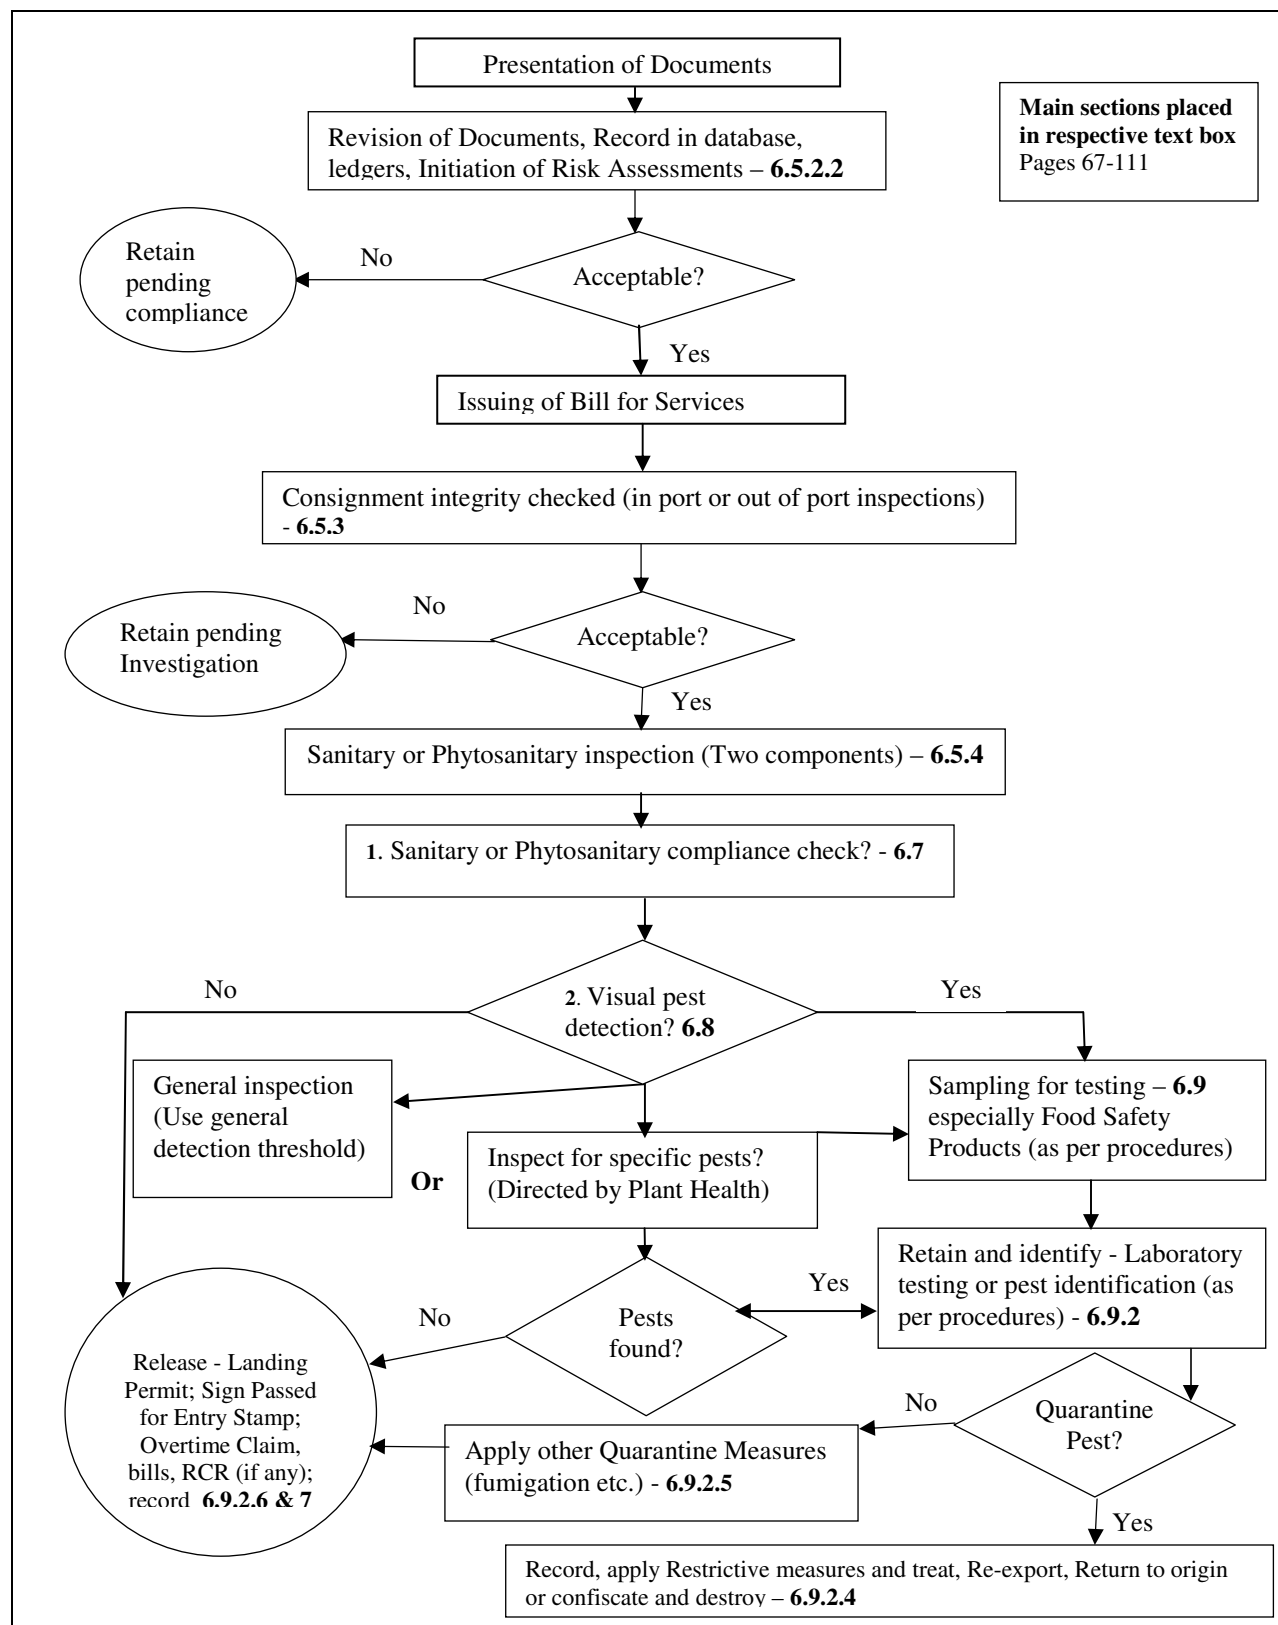 Presentation of Documents
Main sections placed
in respective text box
Pages 67-111
Revision of Documents, Record in database,
ledgers, Initiation of Risk Assessments – 6.5.2.2
Retain
pending
compliance
No
Acceptable?
Yes
Issuing of Bill for Services
Consignment integrity checked (in port or out of port inspections)
- 6.5.3
No
Retain pending
Investigation
Acceptable?
Yes
Sanitary or Phytosanitary inspection (Two components) – 6.5.4
1. Sanitary or Phytosanitary compliance check? - 6.7
No
2. Visual pest
detection? 6.8
Yes
General inspection
(Use general
detection threshold)
Or
Inspect for specific pests?
(Directed by Plant Health)
Sampling for testing – 6.9
especially Food Safety
Products (as per procedures)
Retain and identify - Laboratory
testing or pest identification (as
per procedures) - 6.9.2
Yes
No
Pests
found?
Release - Landing
Permit; Sign Passed
for Entry Stamp;
Overtime Claim,
bills, RCR (if any);
record 6.9.2.6 & 7
No
Quarantine
Pest?
Apply other Quarantine Measures
(fumigation etc.) - 6.9.2.5
Yes
Record, apply Restrictive measures and treat, Re-export, Return to origin
or confiscate and destroy – 6.9.2.4